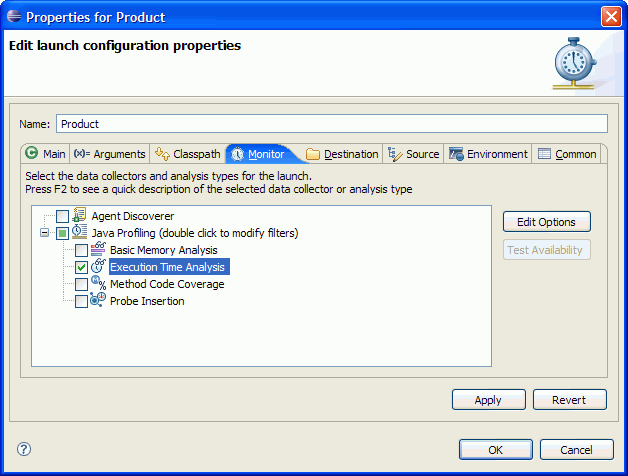 Properties for Product
Edit launch configuration properties
Name: Product
Main (x)= Arguments Classpath Monitor Destination Source Environment Common
Select the data collectors and analysis types for the launch.
Press F2 to see a quick description of the selected data collector or analysis type
Agent Discoverer
Java Profiling (double click to modify filters)
Basic Memory Analysis
Execution Time Analysis
Method Code Coverage
Probe Insertion
Edit Options
Test Availability
Apply Revert
? OK Cancel